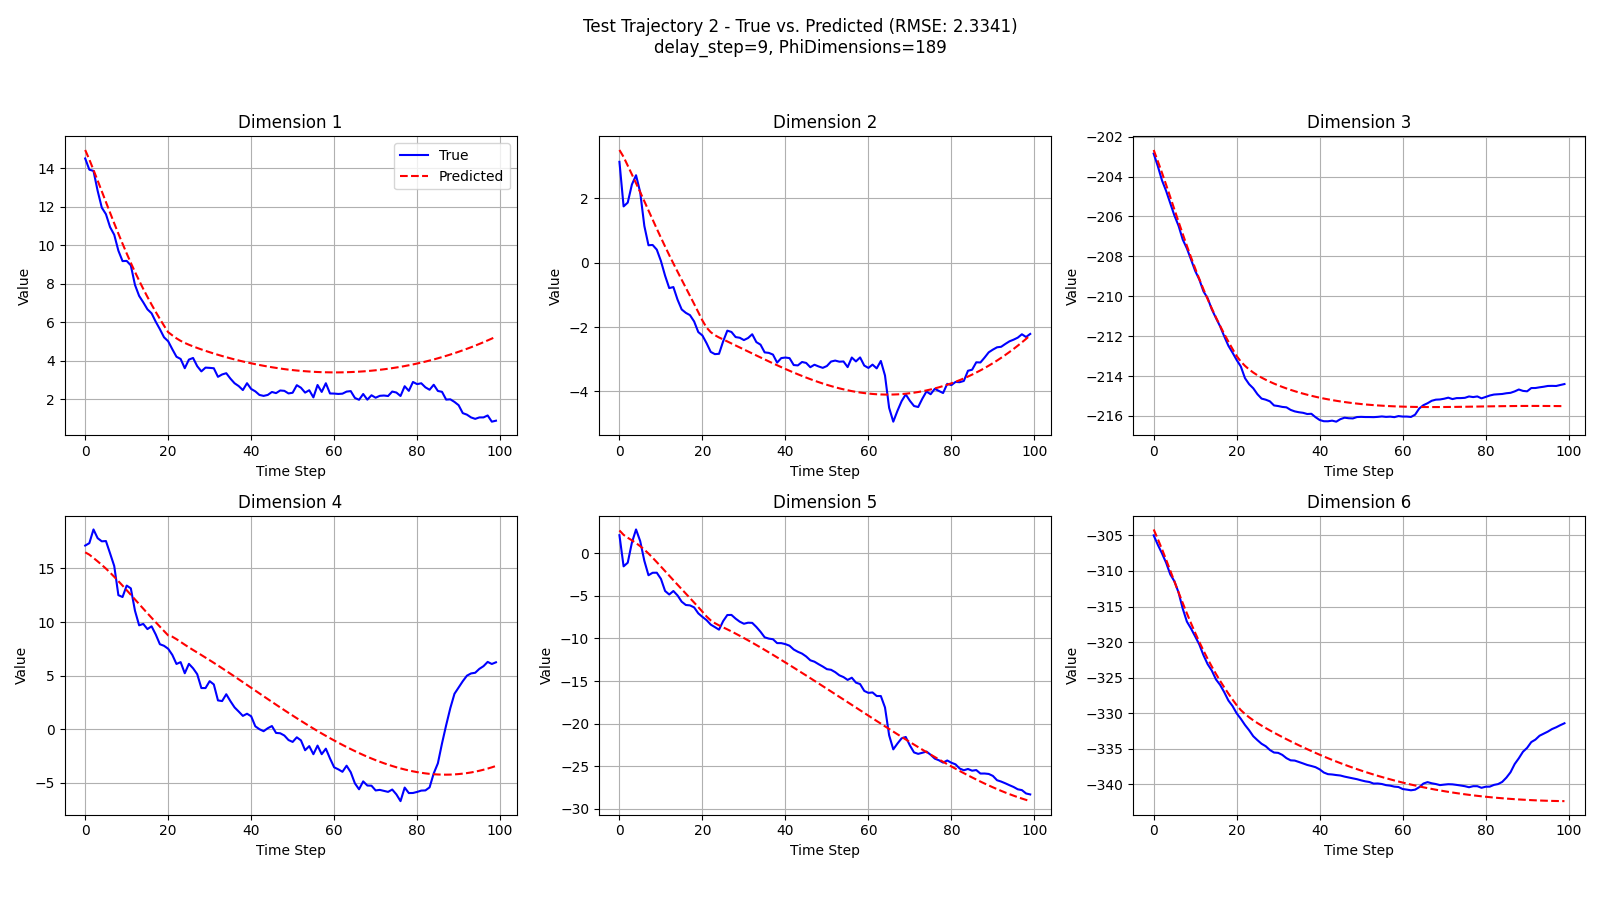 Test Trajectory 2 - True vs. Predicted (RMSE: 2.3341)
delay_step=9, PhiDimensions=189
Dimension 1
True
Predicted
14
12
10
8
6
4
2
Value
0 20 40 60 80 100
Time Step
Dimension 2
2
0
−2
−4
Value
0 20 40 60 80 100
Time Step
Dimension 3
−202
−204
−206
−208
−210
−212
−214
−216
Value
0 20 40 60 80 100
Time Step
Dimension 4
15
10
5
0
−5
Value
0 20 40 60 80 100
Time Step
Dimension 5
0
−5
−10
−15
−20
−25
−30
Value
0 20 40 60 80 100
Time Step
Dimension 6
−305
−310
−315
−320
−325
−330
−335
−340
Value
0 20 40 60 80 100
Time Step